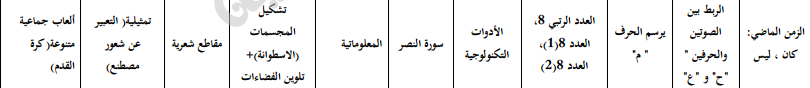 الزمن الماضي:
كان ، ليس
الربط بين
الصوتين
والحرفين "
ح" و "ع"
يرسم الحرف
" م"
العدد الرتبي 8،
العدد 8(1)،
العدد 8(2)
الأدوات
التكنولوجية
سورة النصر
المعلوماتية
تشكيل
المجسمات
(الاسطوانة)+
تلوين الفضاءات
مقاطع شعرية
تمثيلية( التعبير
عن شعور
مصطنع)
ألعاب جماعية
متنوعة(كرة
القدم)